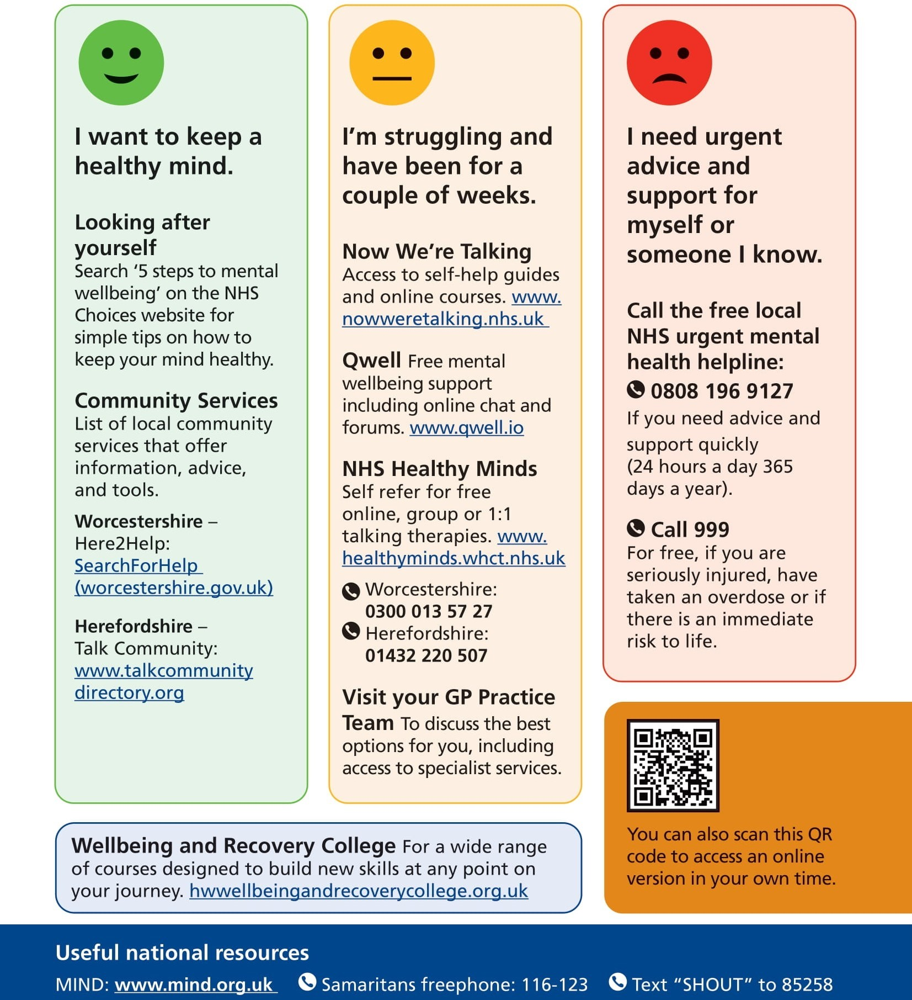 I want to keep a
healthy mind.
Looking after
yourself
Search ‘5 steps to mental
wellbeing’ on the NHS
Choices website for
simple tips on how to
keep your mind healthy.
Community Services
List of local community
services that offer
information, advice,
and tools.
Worcestershire –
Here2Help:
SearchForHelp
(worcestershire.gov.uk)
Herefordshire –
Talk Community:
www.talkcommunity
directory.org
I’m struggling and
have been for a
couple of weeks.
Now We’re Talking
Access to self-help guides
and online courses. www.
nowweretalking.nhs.uk
Qwell Free mental
wellbeing support
including online chat and
forums. www.qwell.io
NHS Healthy Minds
Self refer for free
online, group or 1:1
talking therapies. www.
healthyminds.whct.nhs.uk
Worcestershire:
0300 013 57 27
Herefordshire:
01432 220 507
Visit your GP Practice
Team To discuss the best
options for you, including
access to specialist services.
I need urgent
advice and
support for
myself or
someone I know.
Call the free local
NHS urgent mental
health helpline:
0808 196 9127
If you need advice and
support quickly
(24 hours a day 365
days a year).
Call 999
For free, if you are
seriously injured, have
taken an overdose or if
there is an immediate
risk to life.
You can also scan this QR
code to access an online
version in your own time.
Wellbeing and Recovery College For a wide range
of courses designed to build new skills at any point on
your journey. hwwellbeingandrecoverycollege.org.uk
Useful national resources
MIND: www.mind.org.uk Samaritans freephone: 116-123 Text “SHOUT” to 85258